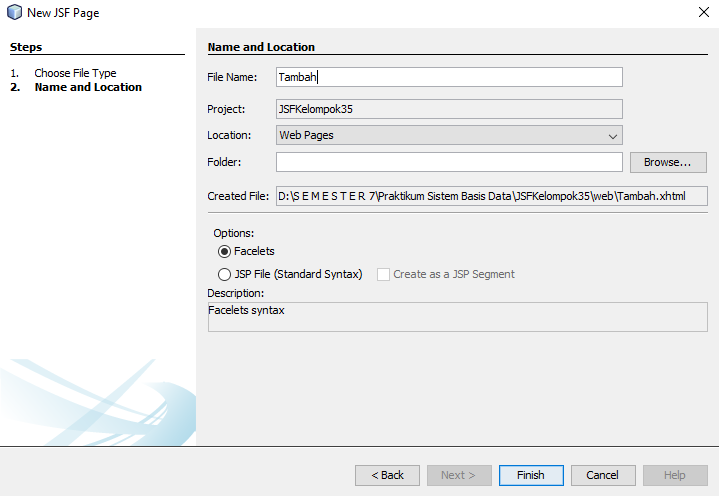 New JSF Page
Steps
1. Choose File Type
2. Name and Location
Name and Location
File Name: Tambah
Project: JSFKelompok35
Location: Web Pages
Folder: Browse...
Created File: D:\S E M E S T E R 7\Praktikum Sistem Basis Data\JSFKelompok35\web\Tambah.xhtml
Options:
Facelets
JSP File (Standard Syntax) Create as a JSP Segment
Description:
Facelets syntax
< Back Next > Finish Cancel Help